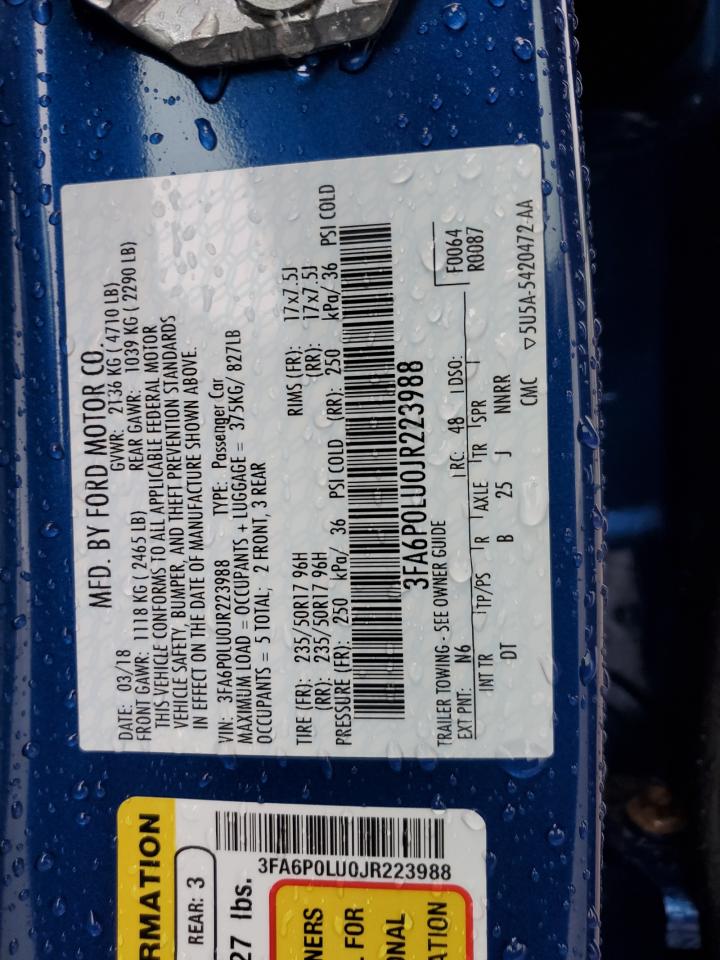 MFD. BY FORD MOTOR CO.
DATE: 03/18 GVWR: 2136 KG ( 4710 LB)
FRONT GAWR: 1118 KG ( 2465 LB) REAR GAWR: 1039 KG ( 2290 LB)
THIS VEHICLE CONFORMS TO ALL APPLICABLE FEDERAL MOTOR
VEHICLE SAFETY, BUMPER, AND THEFT PREVENTION STANDARDS
IN EFFECT ON THE DATE OF MANUFACTURE SHOWN ABOVE.
VIN: 3FA6P0LU0JR223988 TYPE: Passenger Car
MAXIMUM LOAD = OCCUPANTS + LUGGAGE = 375KG/ 827LB
OCCUPANTS = 5 TOTAL; 2 FRONT, 3 REAR
TIRE (FR): 235/50R17 96H RIMS (FR): 17x7.5J
(RR): 235/50R17 96H (RR): 17x7.5J
PRESSURE (FR): 250 kPa/ 36 PSI COLD (RR): 250 kPa/ 36 PSI COLD
3FA6P0LU0JR223988
TRAILER TOWING - SEE OWNER GUIDE
EXT PNT: N6 RC: 48 DSO: F0064
R0087
INT TR TP/PS R AXLE TR SPR
DT B 25 J NNRR
CMC ▽5U5A-5420472-AA
RMATION
REAR: 3
27 lbs.
3FA6P0LU0JR223988
NERS
FOR
ONAL
ATION